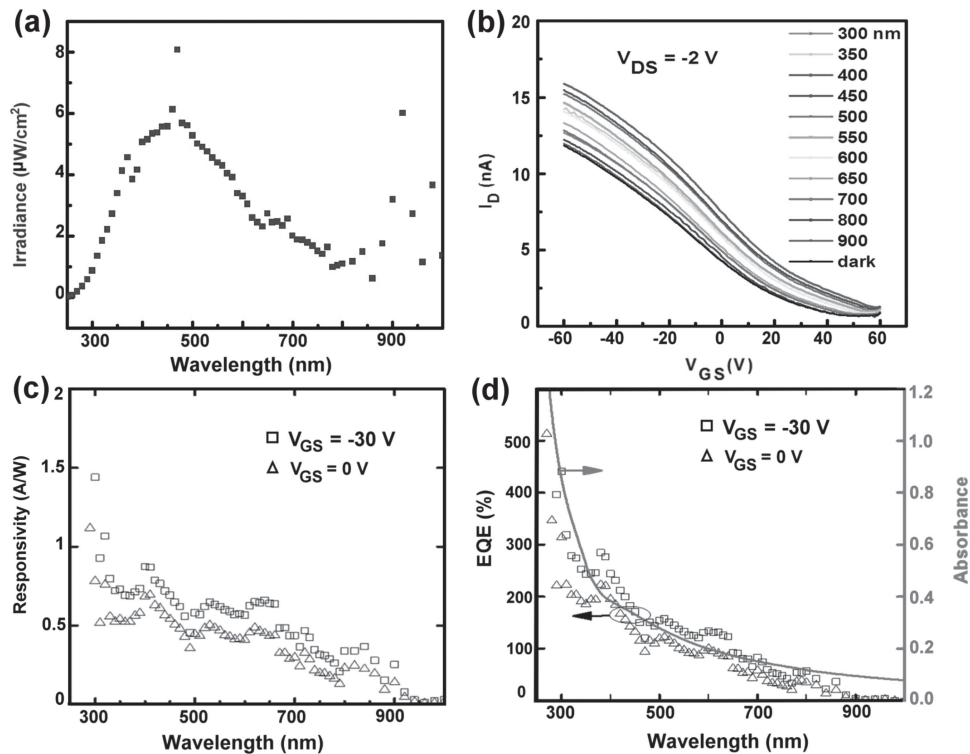 (a)
8
6
4
2
0
Irradiance (µW/cm²)
300 500 700 900
Wavelength (nm)
(b)
20
15
10
5
0
I_D (nA)
V_DS = -2 V
300 nm
350
400
450
500
550
600
650
700
800
900
dark
-60 -40 -20 0 20 40 60
V_GS (V)
(c)
2
1.5
1
0.5
0
Responsivity (A/W)
V_GS = -30 V
V_GS = 0 V
300 500 700 900
Wavelength (nm)
(d)
500
400
300
200
100
0
EQE (%)
V_GS = -30 V
V_GS = 0 V
1.2
1.0
0.8
0.6
0.4
0.2
0.0
Absorbance
300 500 700 900
Wavelength (nm)